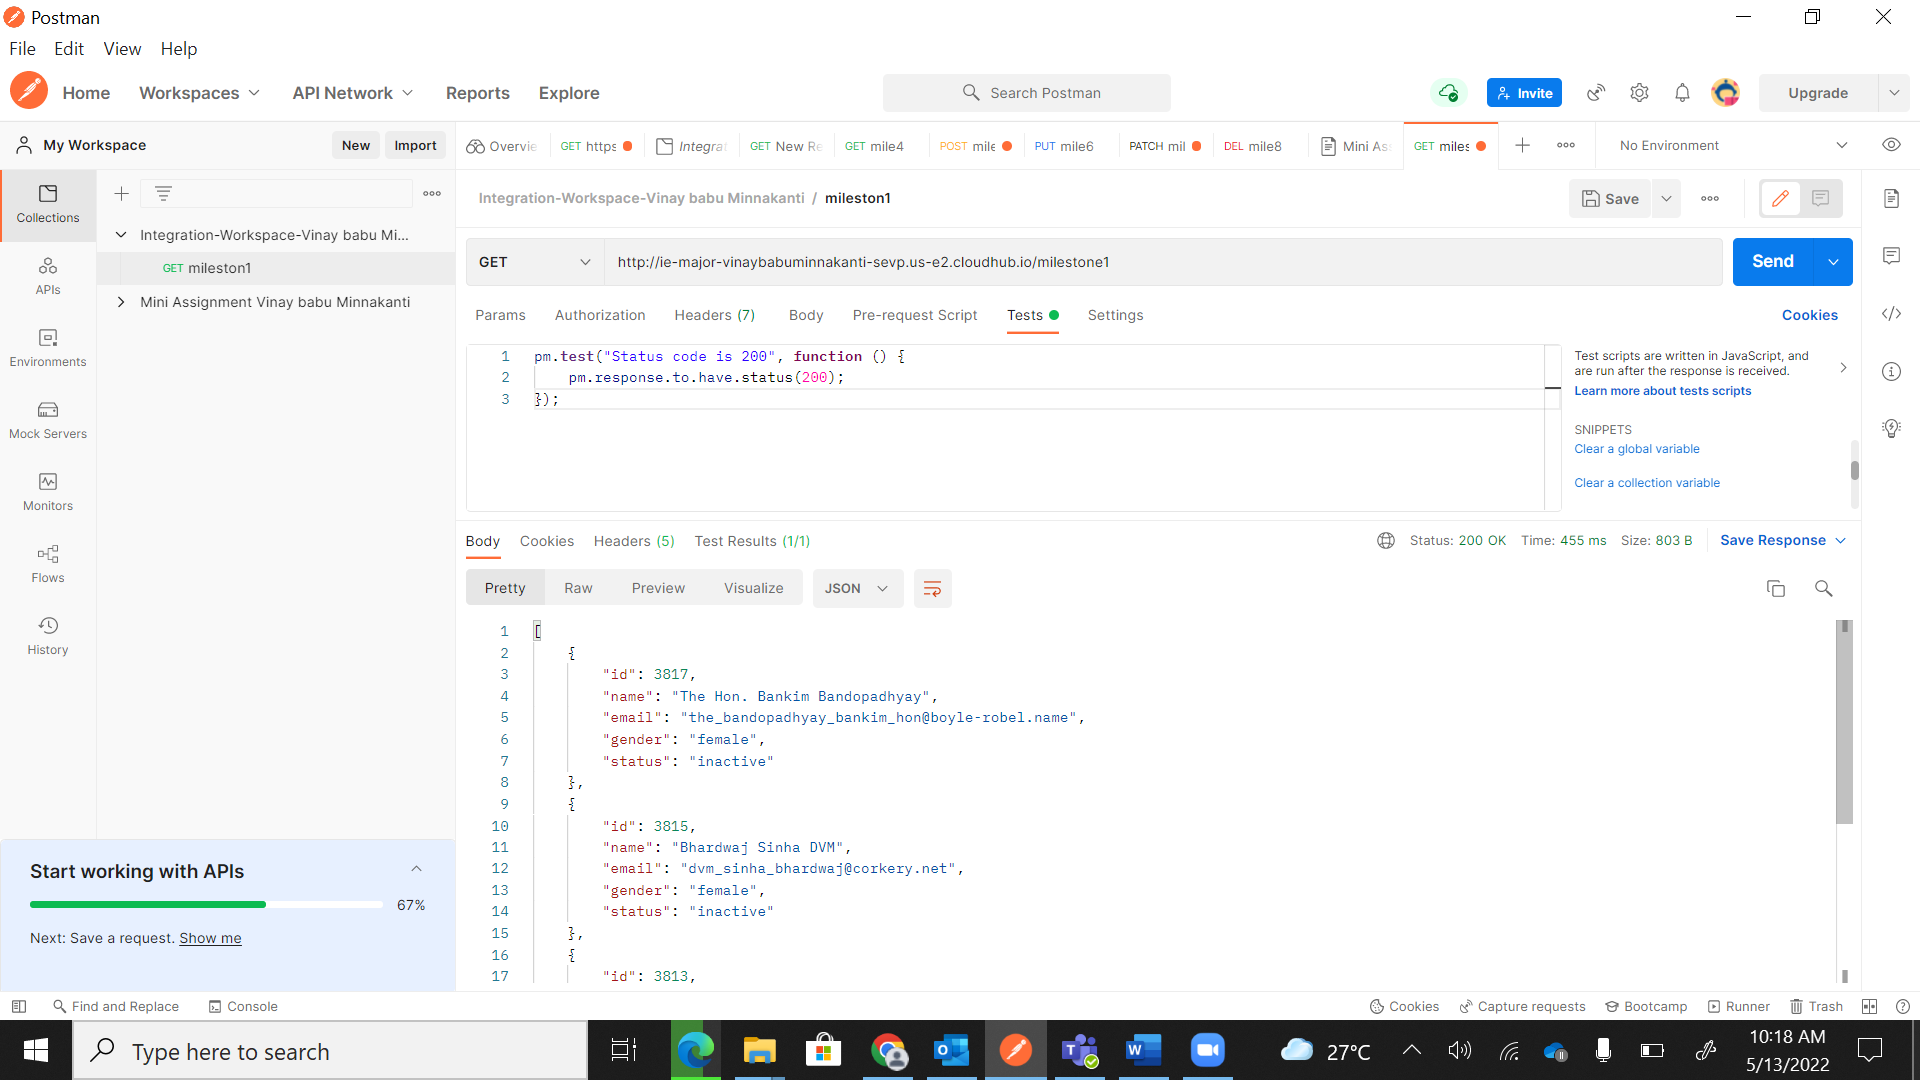 Postman
File Edit View Help
Home Workspaces API Network Reports Explore Search Postman Invite Upgrade
My Workspace New Import
Overvie GET https Integrat GET New Re GET mile4 POST mile PUT mile6 PATCH mil DEL mile8 Mini As GET miles No Environment
Collections
APIs
Environments
Mock Servers
Monitors
Flows
History
Integration-Workspace-Vinay babu Mi...
GET mileston1
Mini Assignment Vinay babu Minnakanti
Start working with APIs
67%
Next: Save a request. Show me
Integration-Workspace-Vinay babu Minnakanti / mileston1 Save
GET http://ie-major-vinaybabuminnakanti-sevp.us-e2.cloudhub.io/milestone1 Send
Params Authorization Headers (7) Body Pre-request Script Tests Settings Cookies
1 pm.test("Status code is 200", function () {
2 pm.response.to.have.status(200);
3 });
Test scripts are written in JavaScript, and
are run after the response is received.
Learn more about tests scripts
SNIPPETS
Clear a global variable
Clear a collection variable
Body Cookies Headers (5) Test Results (1/1) Status: 200 OK Time: 455 ms Size: 803 B Save Response
Pretty Raw Preview Visualize JSON
1 [
2 {
3 "id": 3817,
4 "name": "The Hon. Bankim Bandopadhyay",
5 "email": "the_bandopadhyay_bankim_hon@boyle-robel.name",
6 "gender": "female",
7 "status": "inactive"
8 },
9 {
10 "id": 3815,
11 "name": "Bhardwaj Sinha DVM",
12 "email": "dvm_sinha_bhardwaj@corkery.net",
13 "gender": "female",
14 "status": "inactive"
15 },
16 {
17 "id": 3813,
Find and Replace Console Cookies Capture requests Bootcamp Runner Trash
Type here to search 27°C 10:18 AM
5/13/2022